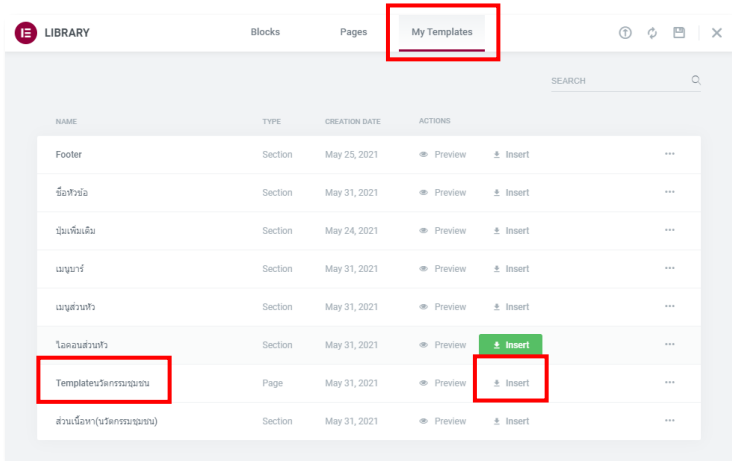 LIBRARY Blocks Pages My Templates
SEARCH
NAME TYPE CREATION DATE ACTIONS
Footer Section May 25, 2021 Preview Insert
ชื่อหัวข้อ Section May 31, 2021 Preview Insert
ปุ่มเพิ่มเติม Section May 24, 2021 Preview Insert
เมนูบาร์ Section May 31, 2021 Preview Insert
เมนูส่วนหัว Section May 31, 2021 Preview Insert
ไอคอนส่วนหัว Section May 31, 2021 Preview Insert
Templateนวัตกรรมชุมชน Page May 31, 2021 Preview Insert
ส่วนเนื้อหา(นวัตกรรมชุมชน) Section May 31, 2021 Preview Insert